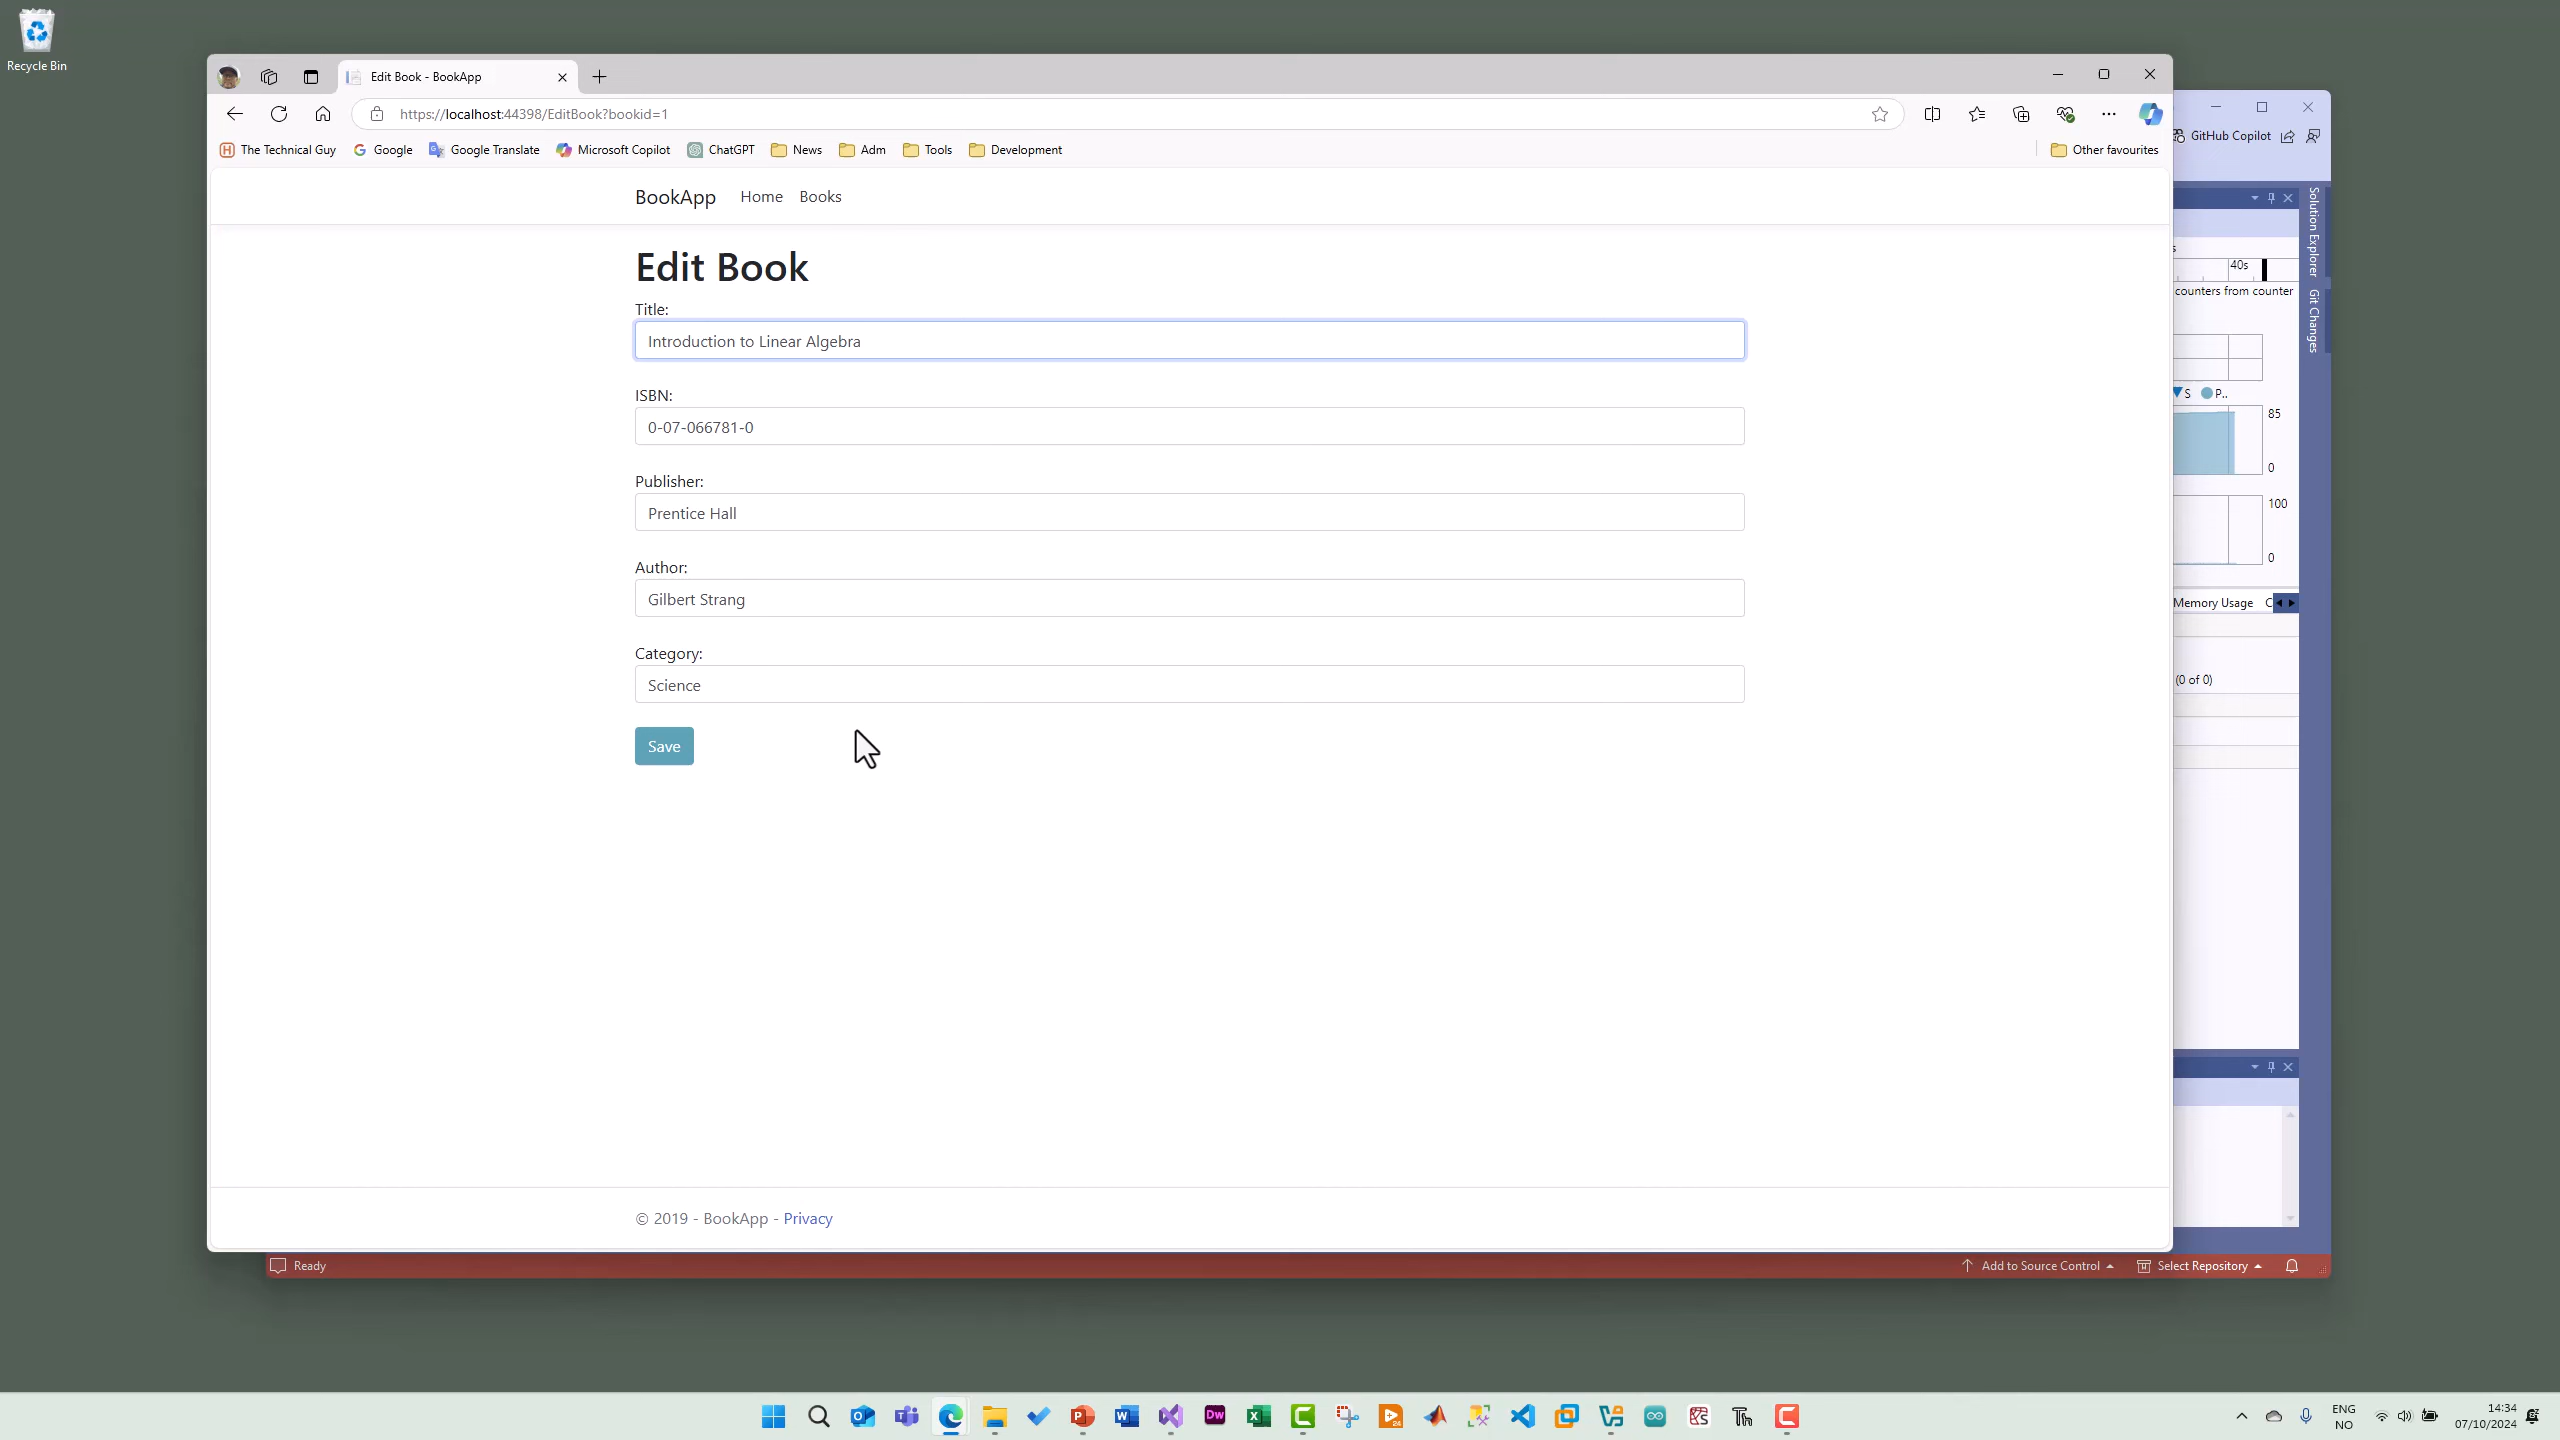 Recycle Bin
Edit Book - BookApp
https://localhost:44398/EditBook?bookid=1
The Technical Guy
Google
Google Translate
Microsoft Copilot
ChatGPT
News
Adm
Tools
Development
Other favourites
GitHub Copilot
BookApp Home Books
Edit Book
Title:
Introduction to Linear Algebra
ISBN:
0-07-066781-0
Publisher:
Prentice Hall
Author:
Gilbert Strang
Category:
Science
Save
© 2019 - BookApp - Privacy
Solution Explorer
Git Changes
s
40s
counters from counter
S P..
85
0
100
0
Memory Usage C
(0 of 0)
Ready
Add to Source Control
Select Repository
ENG
NO
14:34
07/10/2024